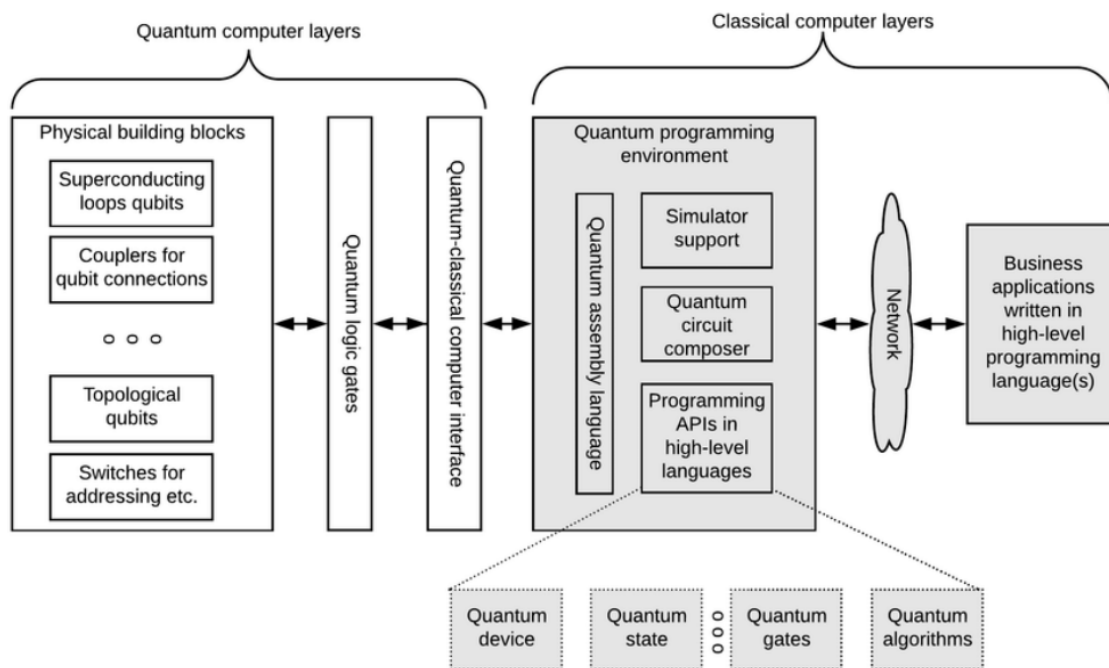 Quantum computer layers
Classical computer layers
Physical building blocks
Superconducting
loops qubits
Couplers for
qubit connections
o o o
Topological
qubits
Switches for
addressing etc.
Quantum logic gates
Quantum-classical computer interface
Quantum programming
environment
Quantum assembly language
Simulator
support
Quantum
circuit
composer
Programming
APIs in
high-level
languages
Network
Business
applications
written in
high-level
programming
language(s)
Quantum
device
Quantum
state
o o o
Quantum
gates
Quantum
algorithms